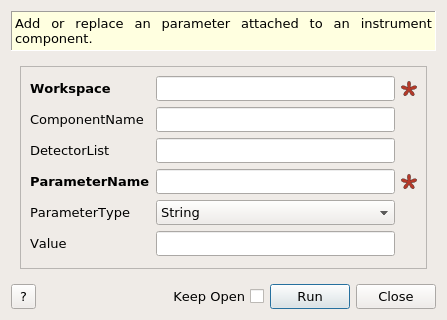 Add or replace an parameter attached to an instrument
component.
Workspace
ComponentName
DetectorList
ParameterName
ParameterType String
Value
? Keep Open Run Close